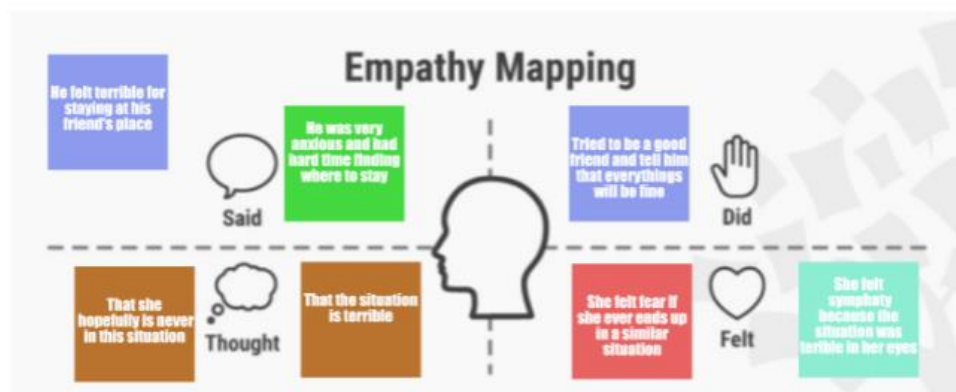 Empathy Mapping
He felt terrible for
staying at his
friend's place
He was very
anxious and had
hard time finding
where to stay
Said
Tried to be a good
friend and tell him
that everythings
will be fine
Did
That she
hopefully is never
in this situation
Thought
That the situation
is terrible
She felt fear if
she ever ends up
in a similar
situation
Felt
She felt
symphaty
because the
situation was
terible in her eyes